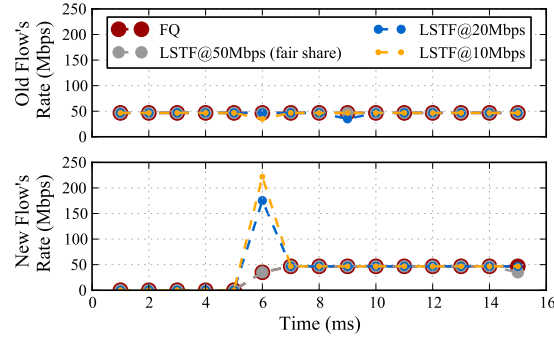 Old Flow's
Rate (Mbps)
250
200
150
100
50
0
FQ
LSTF@50Mbps (fair share)
LSTF@20Mbps
LSTF@10Mbps
New Flow's
Rate (Mbps)
250
200
150
100
50
0
0 2 4 6 8 10 12 14 16
Time (ms)